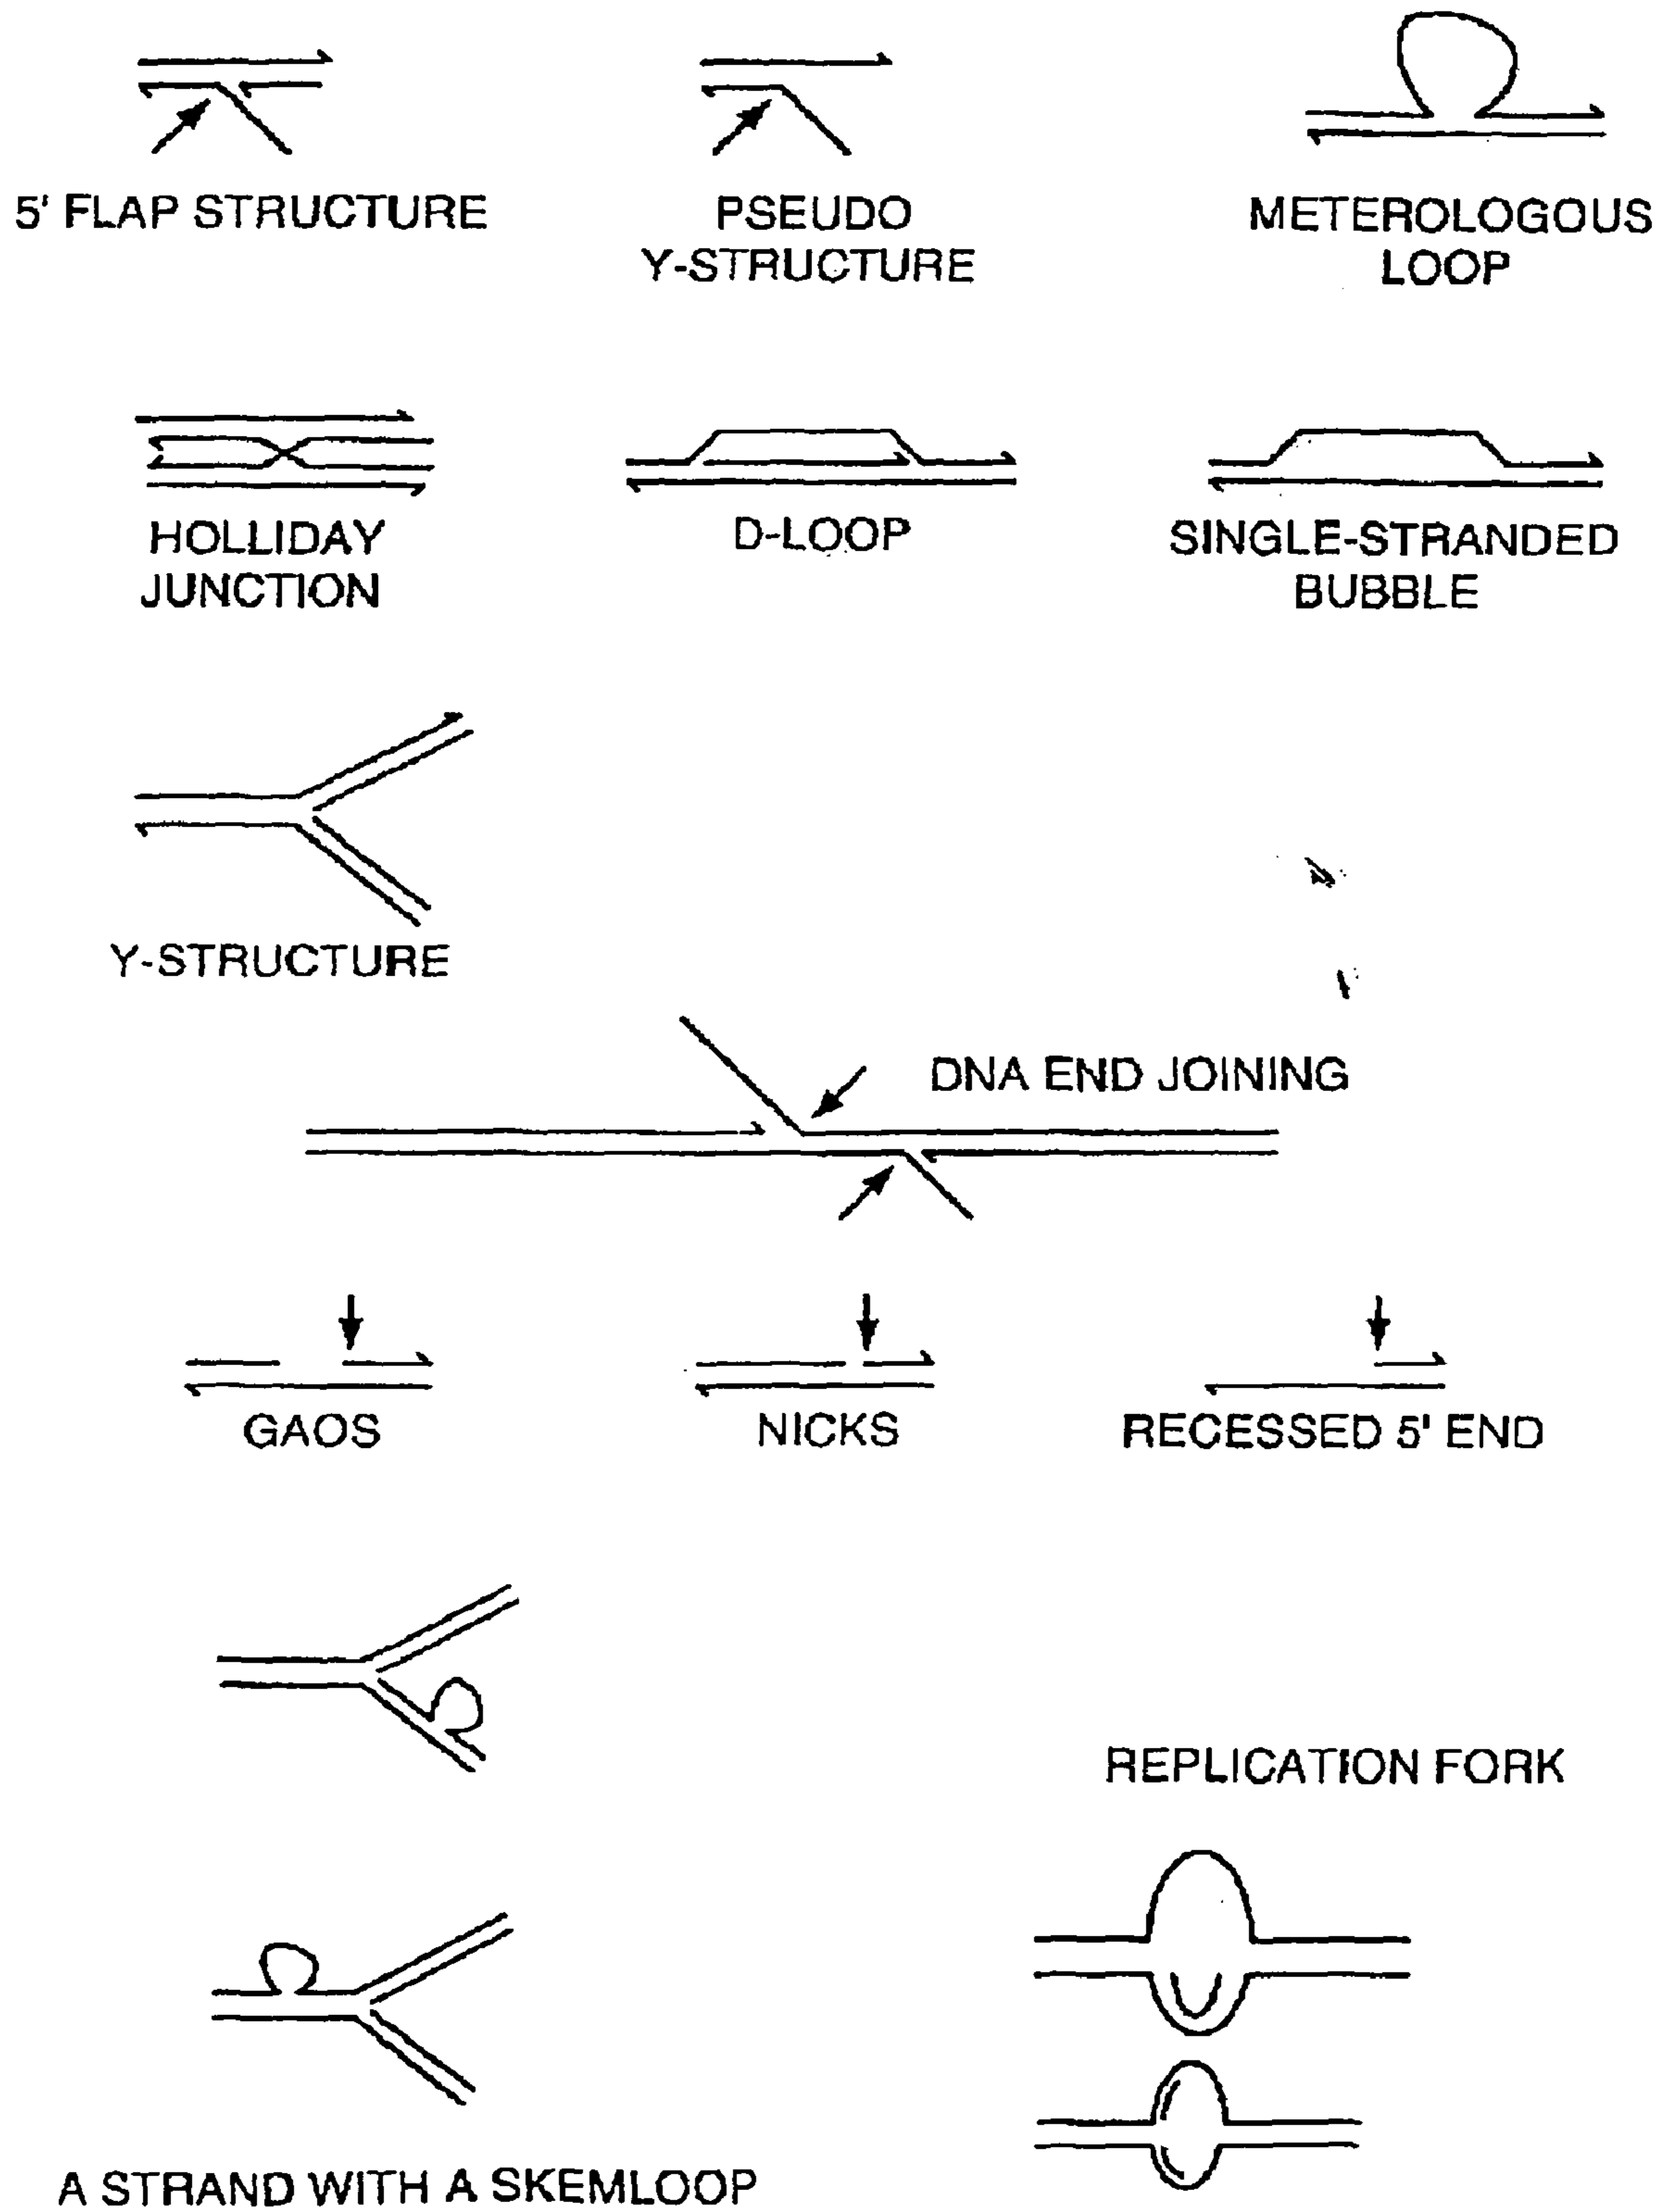 5' FLAP STRUCTURE
PSEUDO
Y-STRUCTURE
METEROLOGOUS
LOOP
HOLLIDAY
JUNCTION
D-LOOP
SINGLE-STRANDED
BUBBLE
Y-STRUCTURE
DNA END JOINING
GAOS
NICKS
RECESSED 5' END
REPLICATION FORK
A STRAND WITH A SKEMLOOP